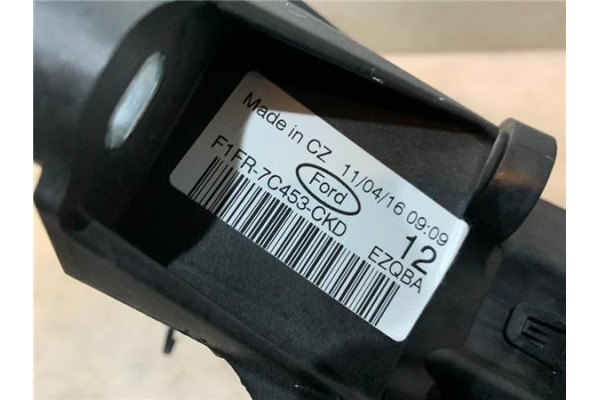 Made in CZ 11/04/16 09:09
Ford 12
F1FR-7C453-CKD EZQBA
E